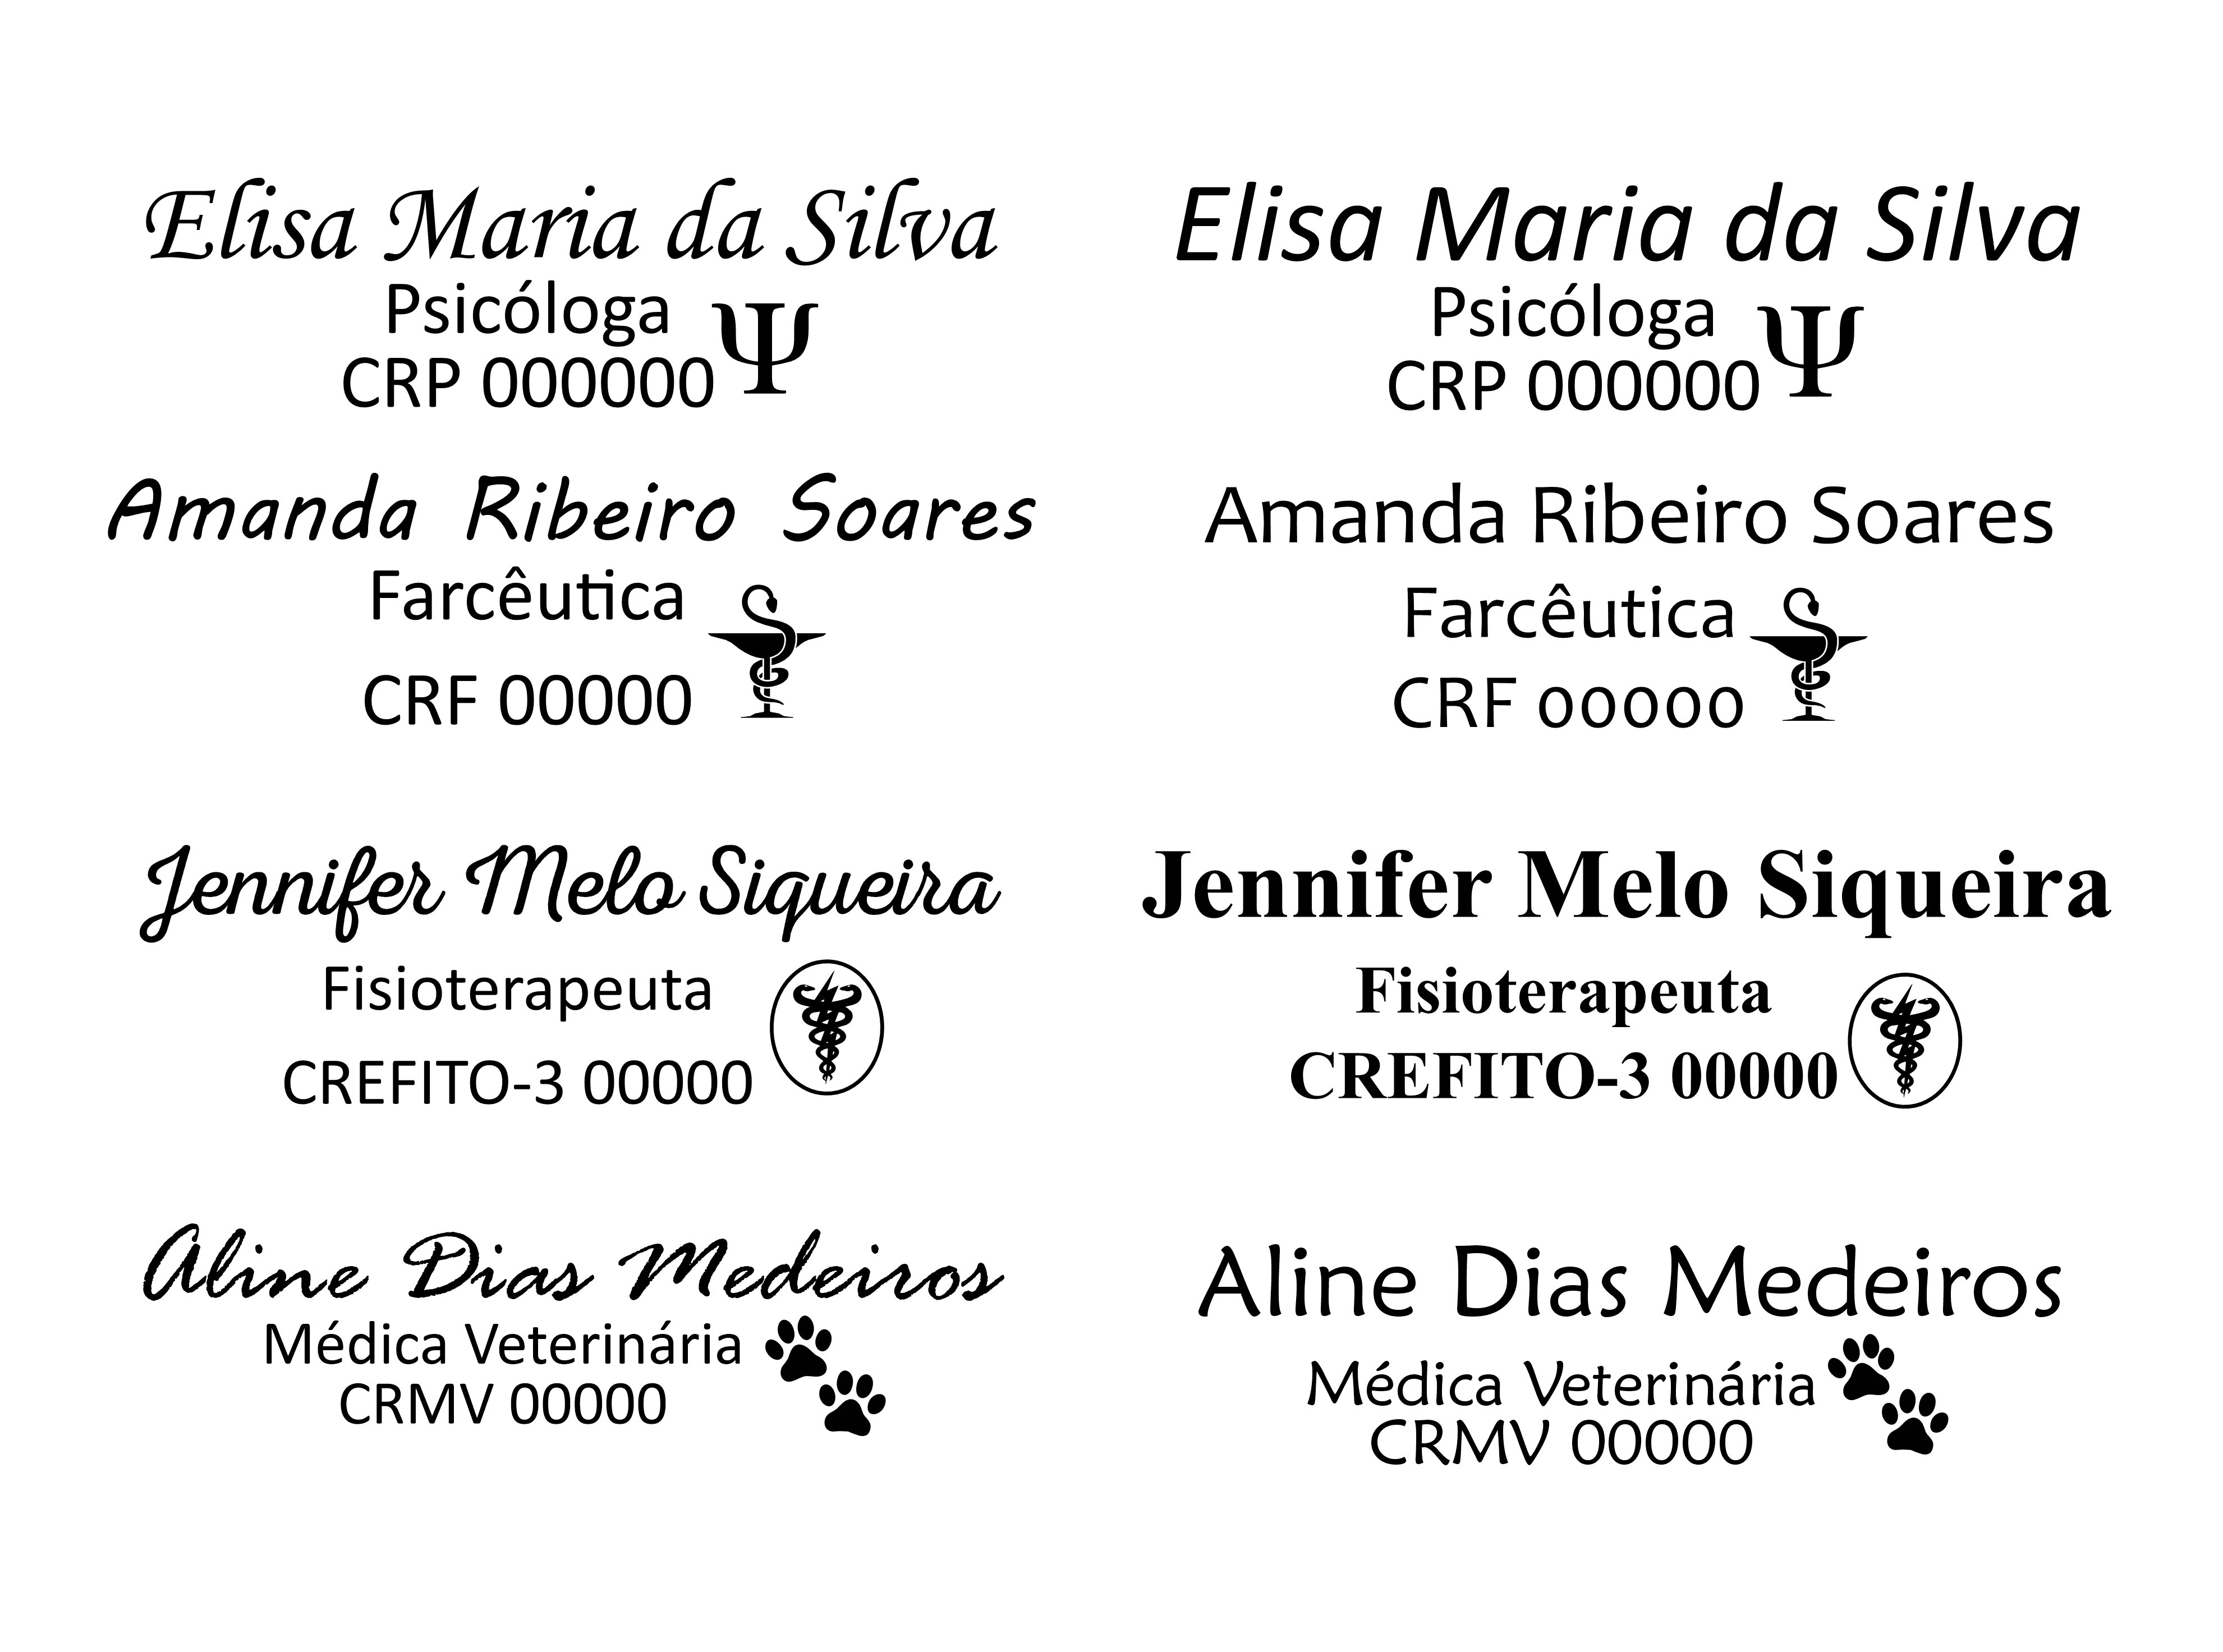 Elisa Maria da Silva
Psicóloga
CRP 000000
Ψ
Elisa Maria da Silva
Psicóloga
CRP 000000
Ψ
Amanda Ribeiro Soares
Farcêutica
CRF 00000
Amanda Ribeiro Soares
Farcêutica
CRF 00000
Jennifer Melo Siqueira
Fisioterapeuta
CREFITO-3 00000
Jennifer Melo Siqueira
Fisioterapeuta
CREFITO-3 00000
Aline Dias Medeiros
Médica Veterinária
CRMV 00000
Aline Dias Medeiros
Médica Veterinária
CRMV 00000